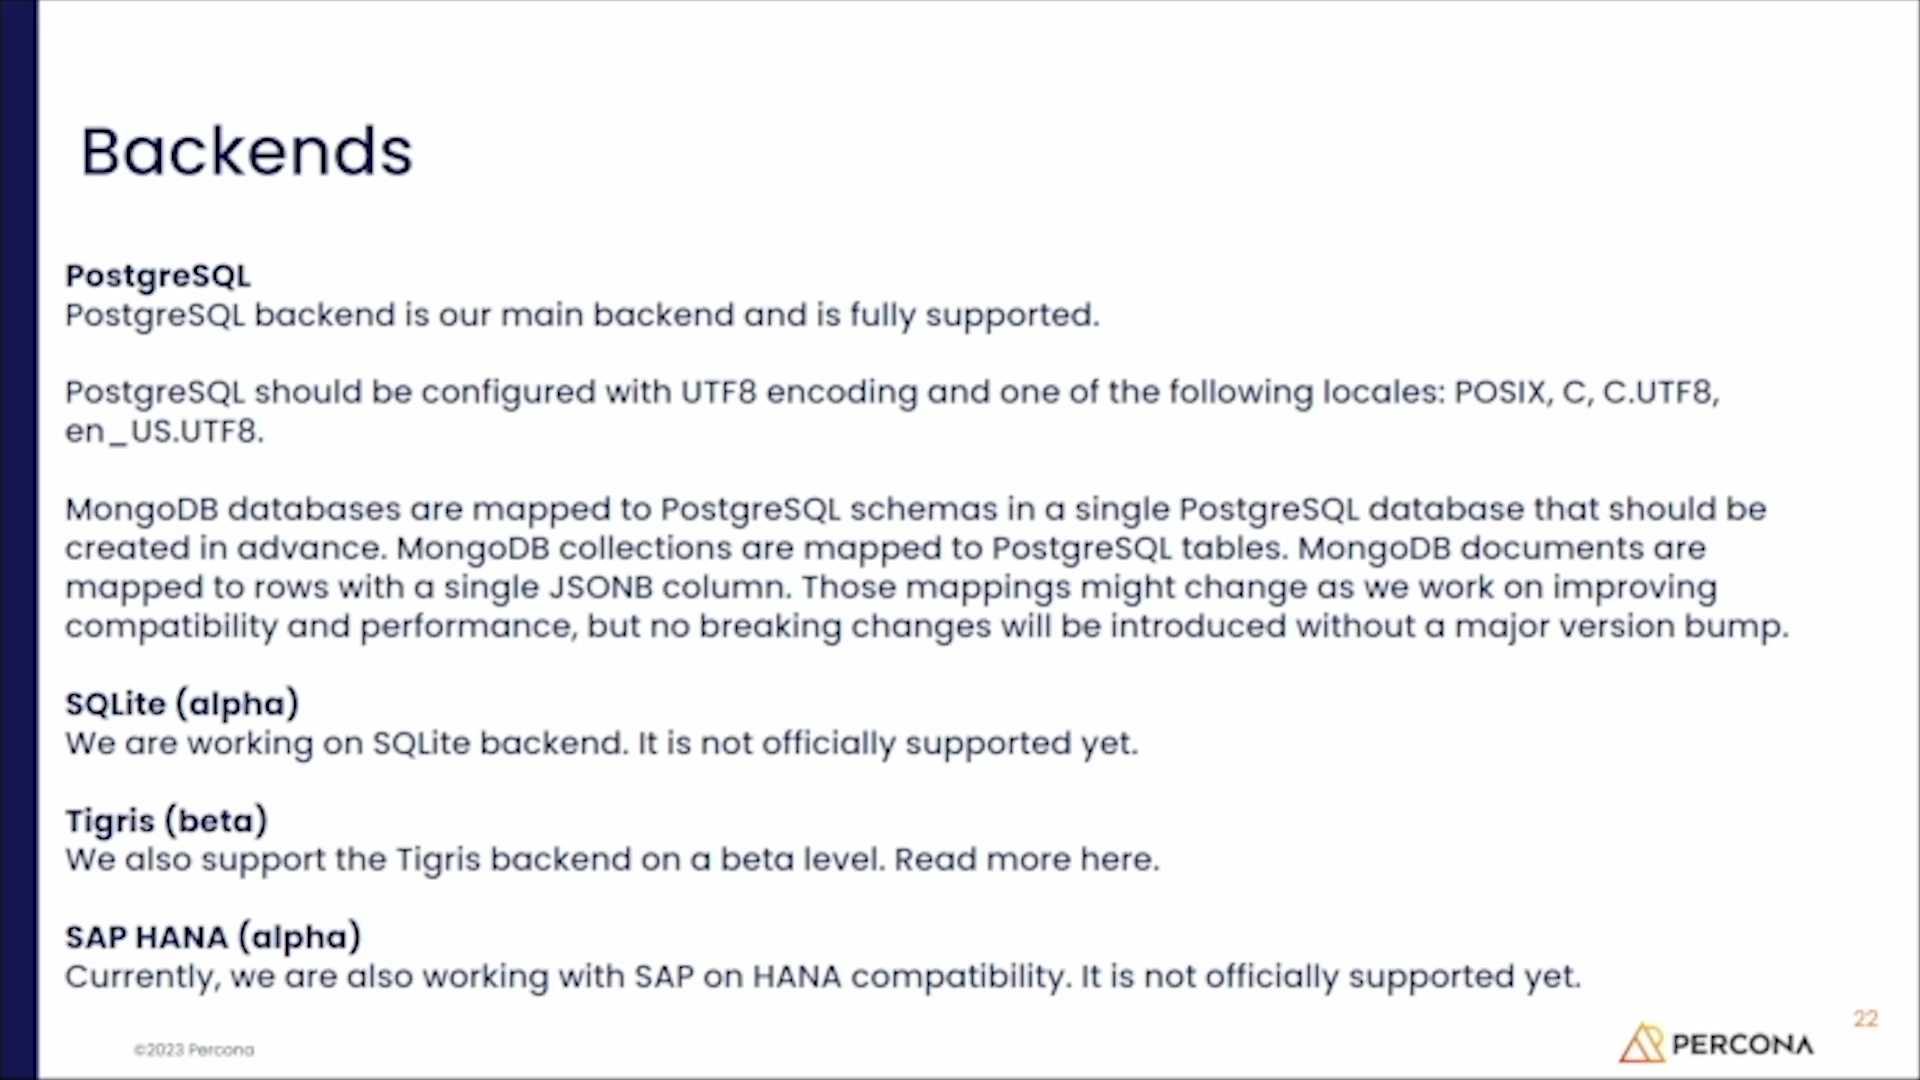 Backends
PostgreSQL
PostgreSQL backend is our main backend and is fully supported.
PostgreSQL should be configured with UTF8 encoding and one of the following locales: POSIX, C, C.UTF8,
en_US.UTF8.
MongoDB databases are mapped to PostgreSQL schemas in a single PostgreSQL database that should be
created in advance. MongoDB collections are mapped to PostgreSQL tables. MongoDB documents are
mapped to rows with a single JSONB column. Those mappings might change as we work on improving
compatibility and performance, but no breaking changes will be introduced without a major version bump.
SQLite (alpha)
We are working on SQLite backend. It is not officially supported yet.
Tigris (beta)
We also support the Tigris backend on a beta level. Read more here.
SAP HANA (alpha)
Currently, we are also working with SAP on HANA compatibility. It is not officially supported yet.
22
©2023 Percona
PERCONA